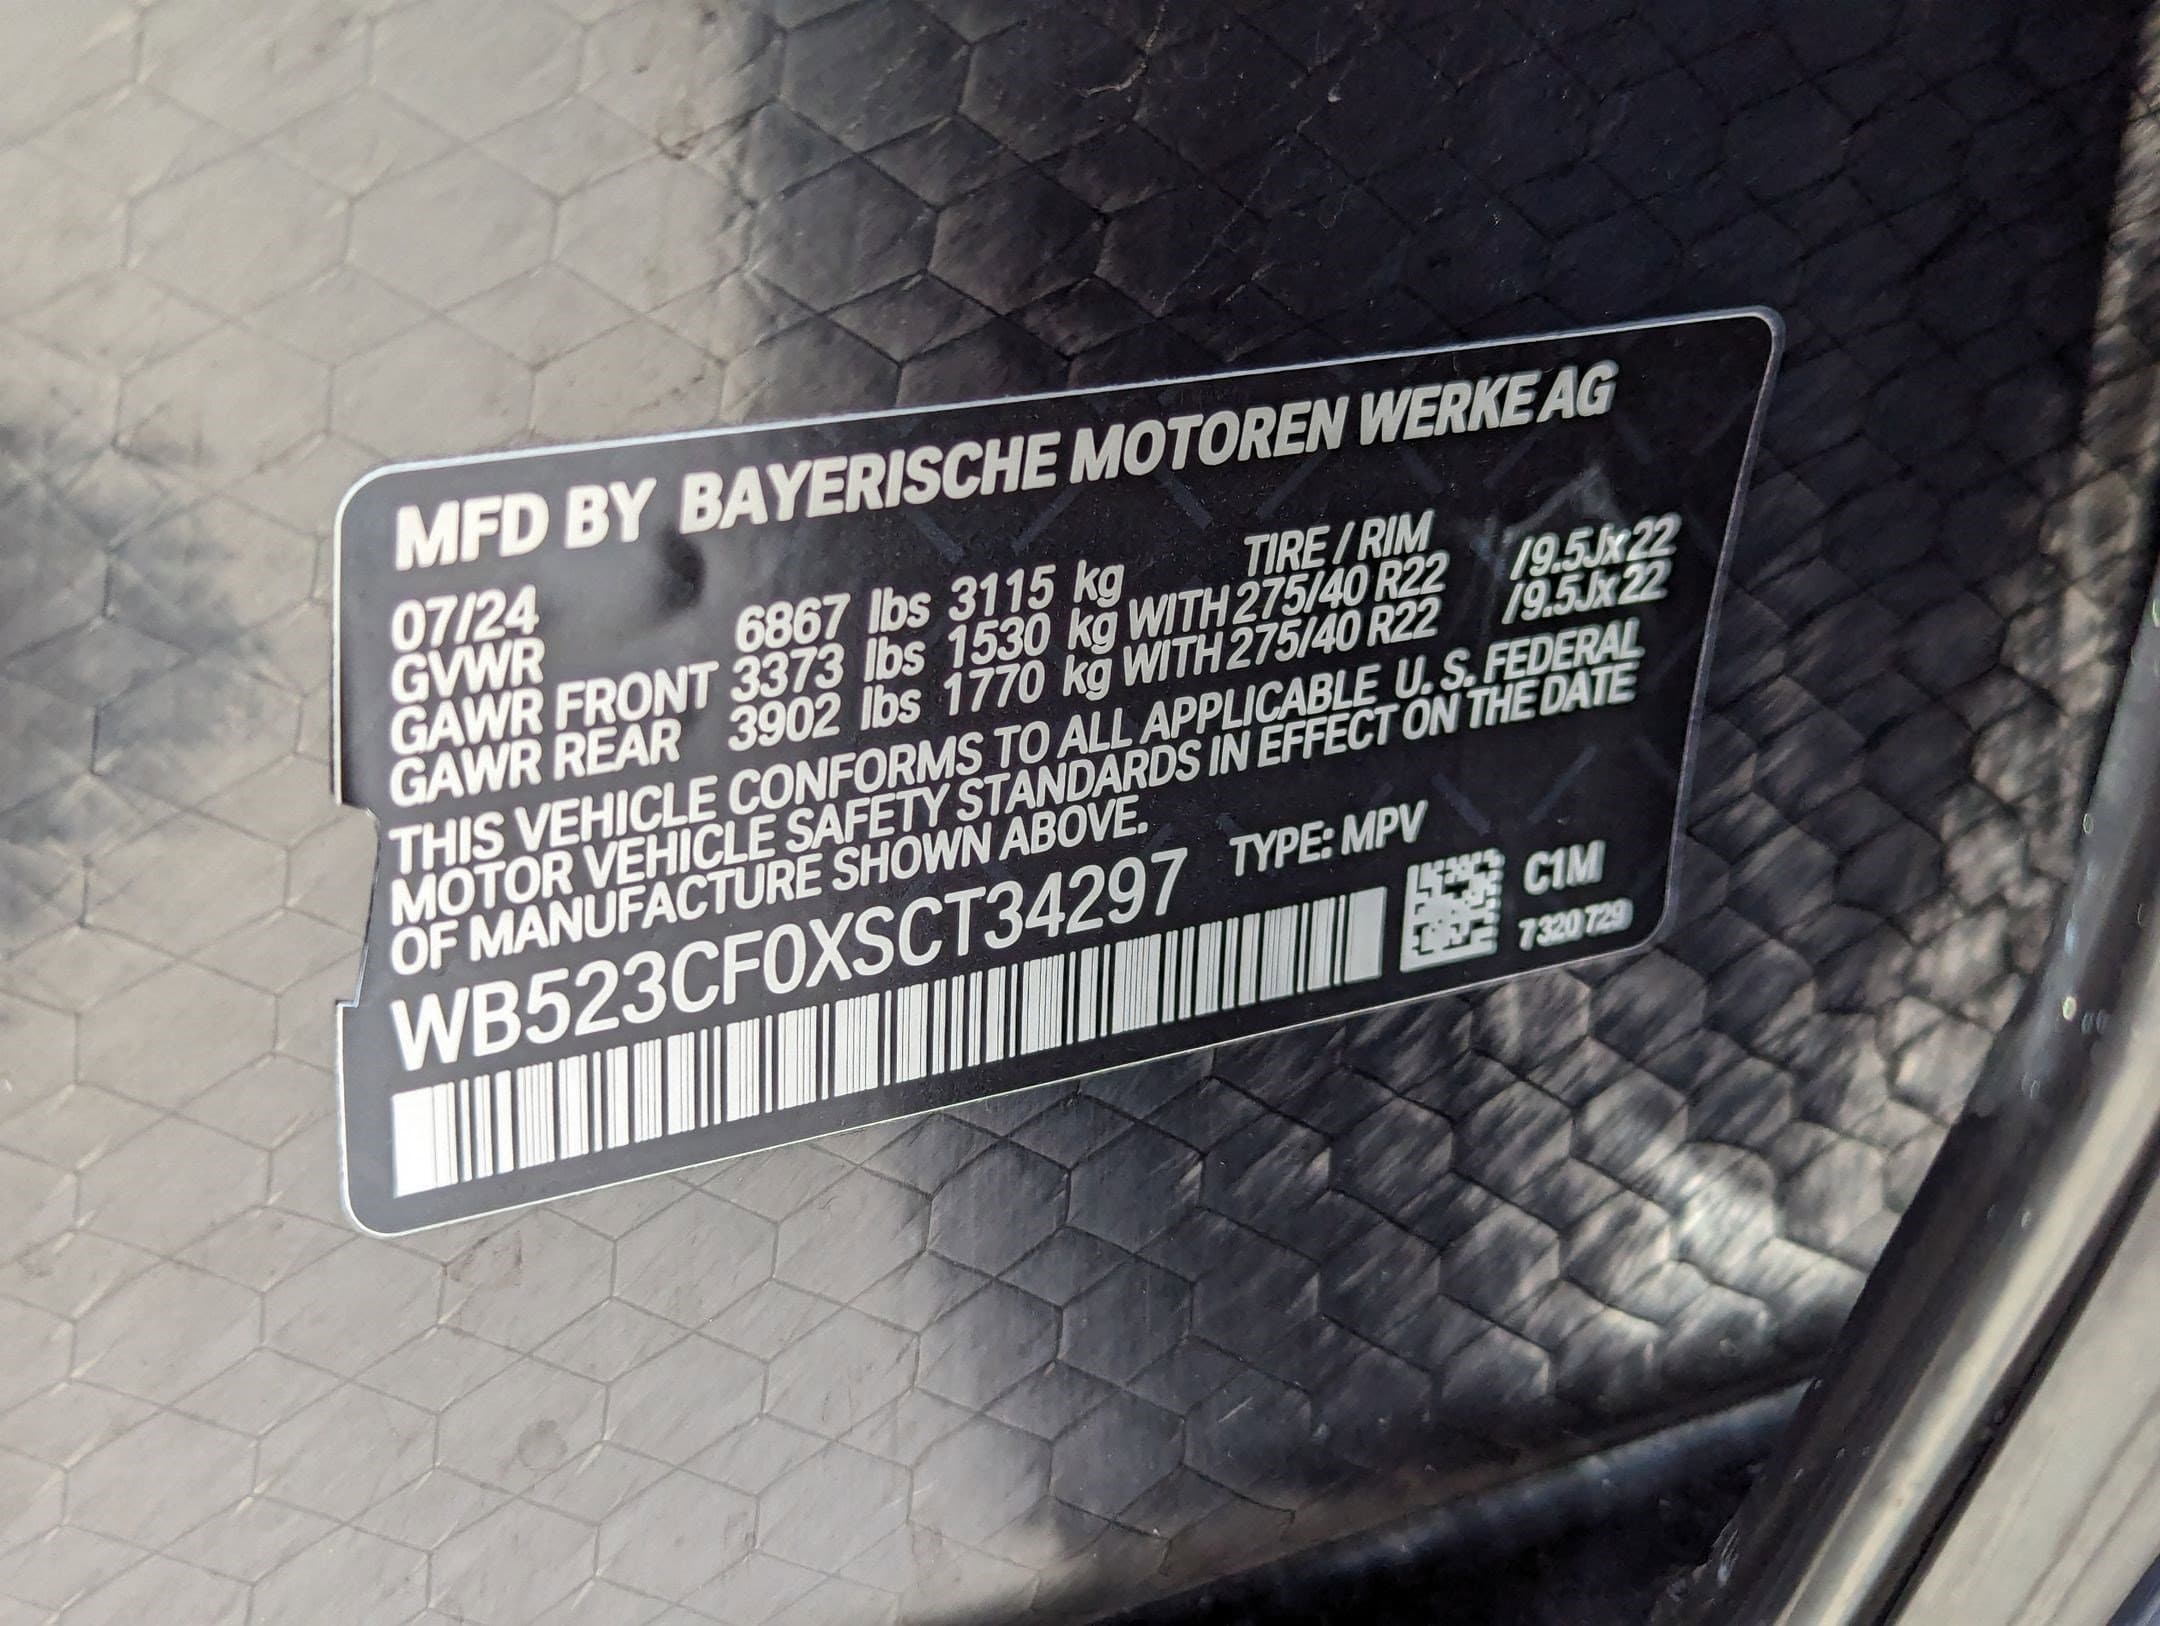 MFD BY BAYERISCHE MOTOREN WERKE AG
07/24 TIRE / RIM
GVWR 6867 lbs 3115 kg
GAWR FRONT 3373 lbs 1530 kg WITH 275/40 R22 /9.5Jx22
GAWR REAR 3902 lbs 1770 kg WITH 275/40 R22 /9.5Jx22
THIS VEHICLE CONFORMS TO ALL APPLICABLE U. S. FEDERAL
MOTOR VEHICLE SAFETY STANDARDS IN EFFECT ON THE DATE
OF MANUFACTURE SHOWN ABOVE.
WB523CF0XSCT34297 TYPE: MPV
C1M
7 320 729